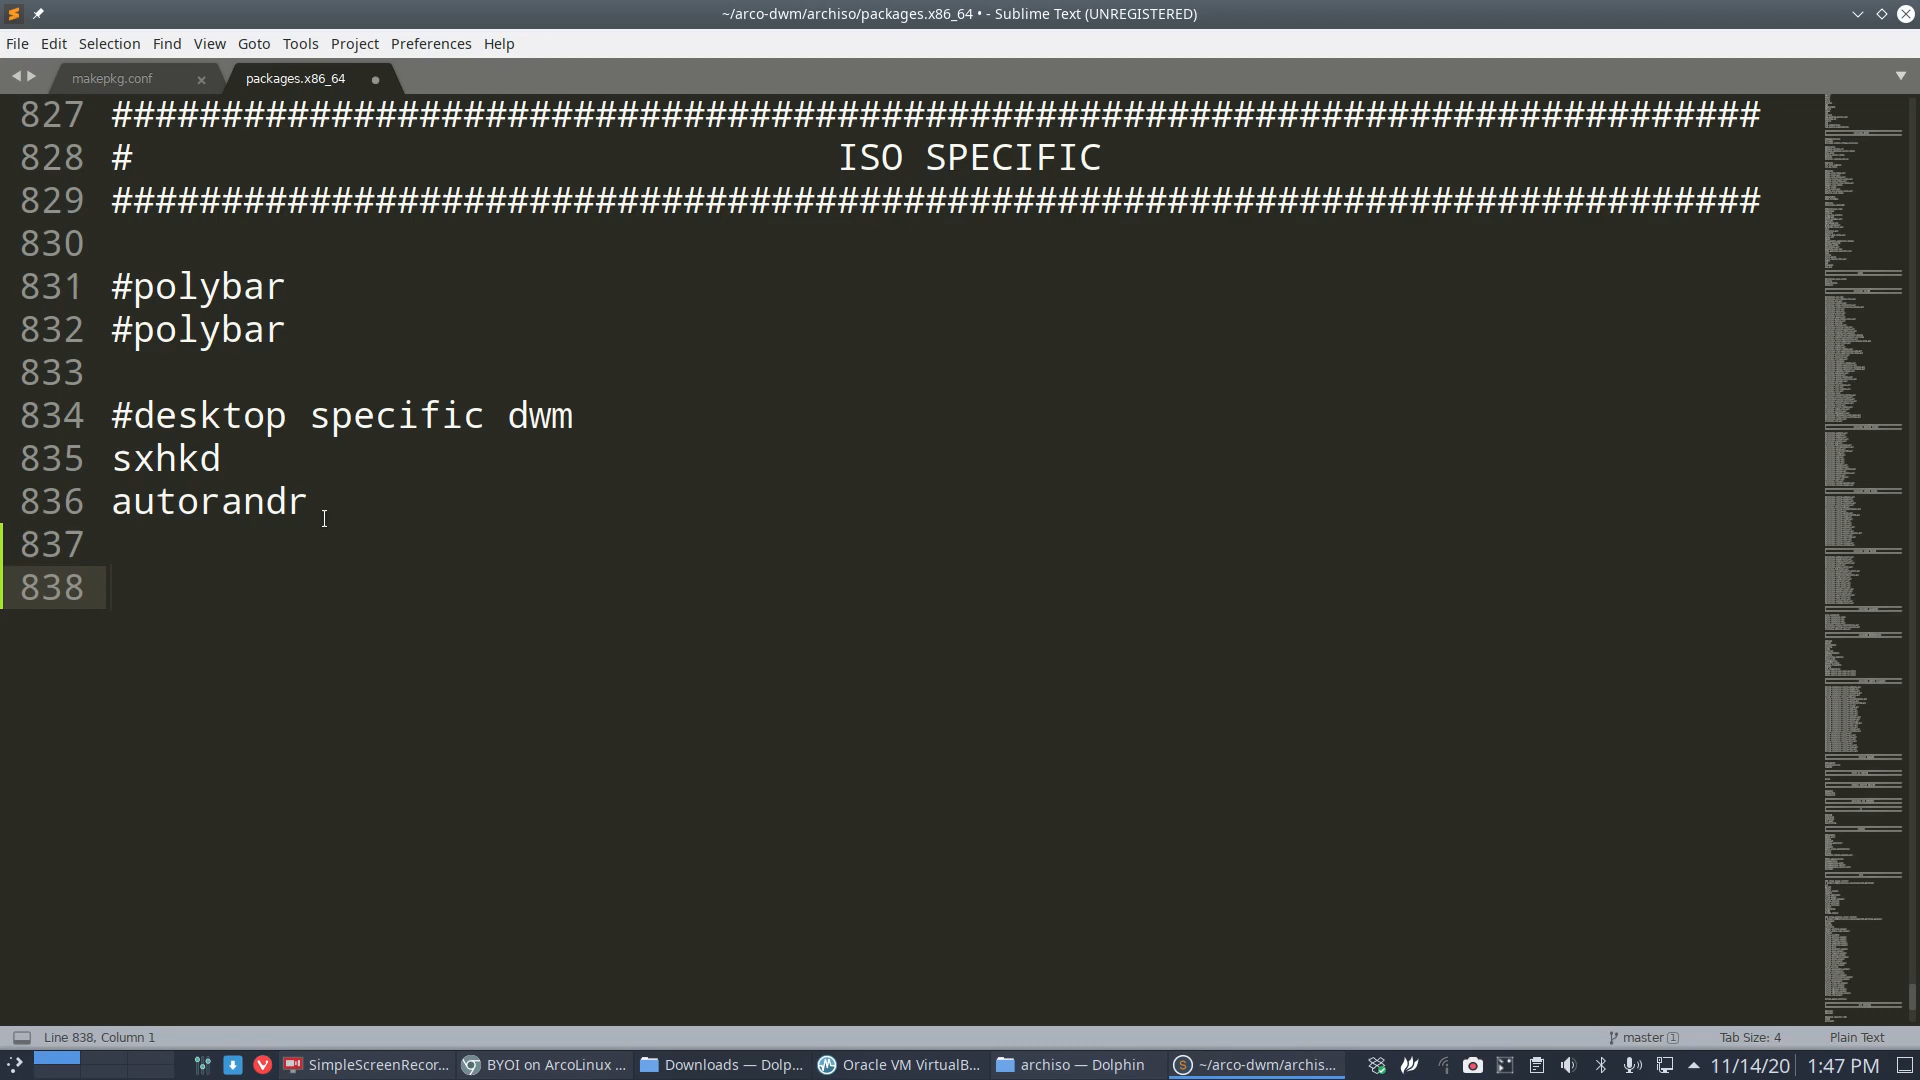 ~/arco-dwm/archiso/packages.x86_64 • - Sublime Text (UNREGISTERED)
File Edit Selection Find View Goto Tools Project Preferences Help
makepkg.conf packages.x86_64
827 ###########################################################################
828 # ISO SPECIFIC
829 ###########################################################################
830
831 #polybar
832 #polybar
833
834 #desktop specific dwm
835 sxhkd
836 autorandr
837
838
Line 838, Column 1 master 1 Tab Size: 4 Plain Text
SimpleScreenRecor... BYOI on ArcoLinux ... Downloads — Dolp... Oracle VM VirtualB... archiso — Dolphin ~/arco-dwm/archis... 11/14/20 1:47 PM